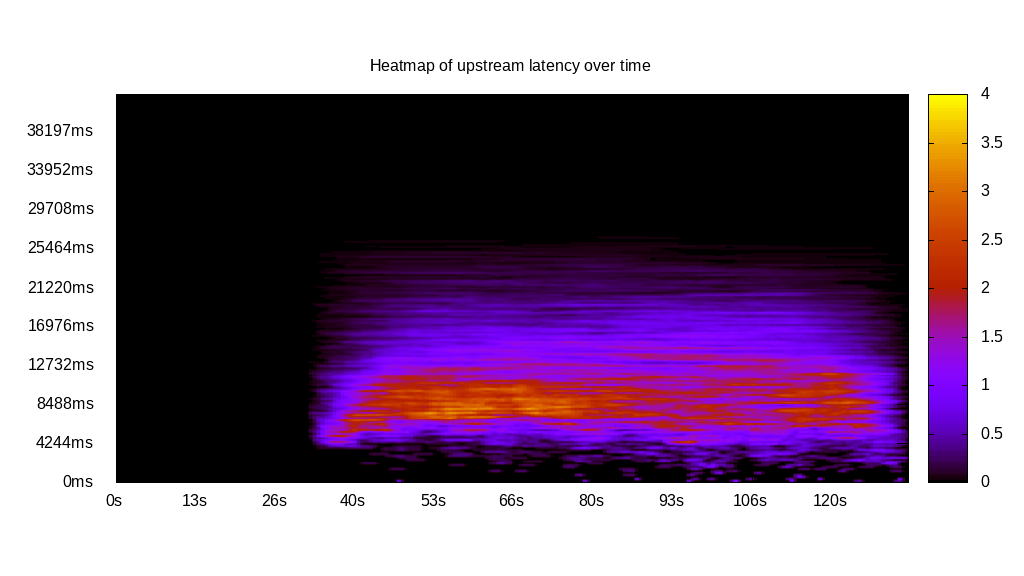 Heatmap of upstream latency over time
38197ms
33952ms
29708ms
25464ms
21220ms
16976ms
12732ms
8488ms
4244ms
0ms
0s 13s 26s 40s 53s 66s 80s 93s 106s 120s
4
3.5
3
2.5
2
1.5
1
0.5
0